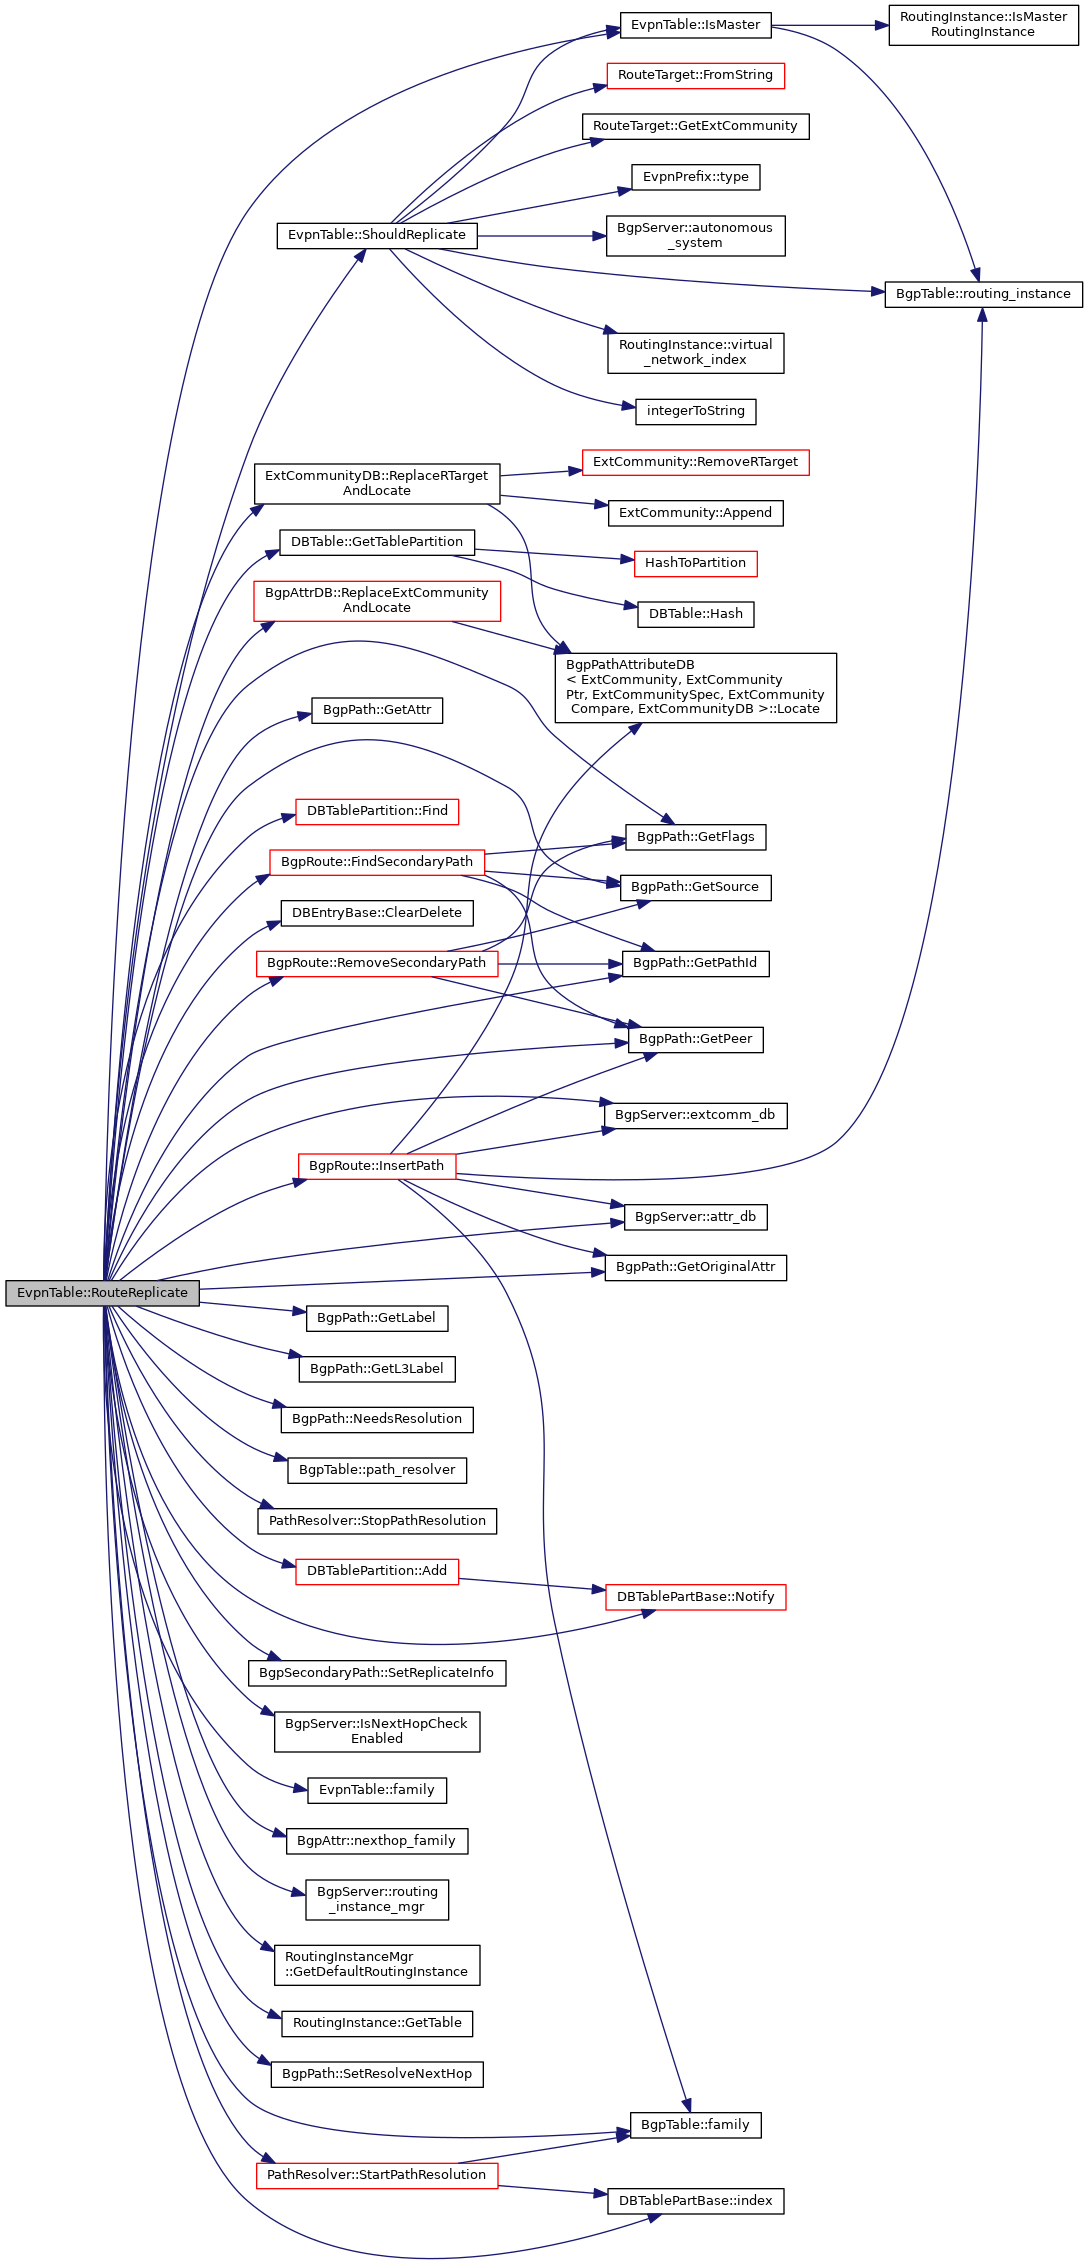 EvpnTable::IsMaster
RoutingInstance::IsMaster
RoutingInstance
RouteTarget::FromString
RouteTarget::GetExtCommunity
EvpnPrefix::type
EvpnTable::ShouldReplicate
BgpServer::autonomous
_system
BgpTable::routing_instance
RoutingInstance::virtual
_network_index
integerToString
ExtCommunityDB::ReplaceRTarget
AndLocate
ExtCommunity::RemoveRTarget
ExtCommunity::Append
DBTable::GetTablePartition
HashToPartition
BgpAttrDB::ReplaceExtCommunity
AndLocate
DBTable::Hash
BgpPathAttributeDB
< ExtCommunity, ExtCommunity
Ptr, ExtCommunitySpec, ExtCommunity
Compare, ExtCommunityDB >::Locate
BgpPath::GetAttr
DBTablePartition::Find
BgpPath::GetFlags
BgpRoute::FindSecondaryPath
BgpPath::GetSource
DBEntryBase::ClearDelete
BgpRoute::RemoveSecondaryPath
BgpPath::GetPathId
BgpPath::GetPeer
BgpServer::extcomm_db
BgpRoute::InsertPath
BgpServer::attr_db
BgpPath::GetOriginalAttr
EvpnTable::RouteReplicate
BgpPath::GetLabel
BgpPath::GetL3Label
BgpPath::NeedsResolution
BgpTable::path_resolver
PathResolver::StopPathResolution
DBTablePartition::Add
DBTablePartBase::Notify
BgpSecondaryPath::SetReplicateInfo
BgpServer::IsNextHopCheck
Enabled
EvpnTable::family
BgpAttr::nexthop_family
BgpServer::routing
_instance_mgr
RoutingInstanceMgr
::GetDefaultRoutingInstance
RoutingInstance::GetTable
BgpPath::SetResolveNextHop
BgpTable::family
PathResolver::StartPathResolution
DBTablePartBase::index